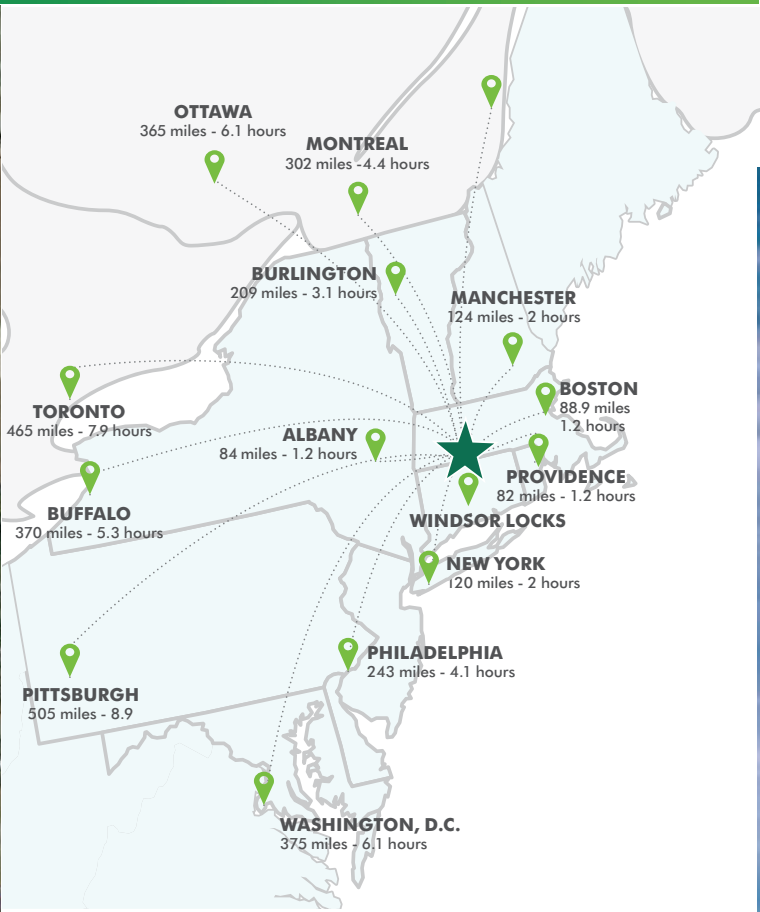 OTTAWA
365 miles - 6.1 hours
MONTREAL
302 miles -4.4 hours
BURLINGTON
209 miles - 3.1 hours
MANCHESTER
124 miles - 2 hours
BOSTON
88.9 miles
1.2 hours
TORONTO
465 miles - 7.9 hours
ALBANY
84 miles - 1.2 hours
PROVIDENCE
82 miles - 1.2 hours
BUFFALO
370 miles - 5.3 hours
WINDSOR LOCKS
NEW YORK
120 miles - 2 hours
PHILADELPHIA
243 miles - 4.1 hours
PITTSBURGH
505 miles - 8.9
WASHINGTON, D.C.
375 miles - 6.1 hours